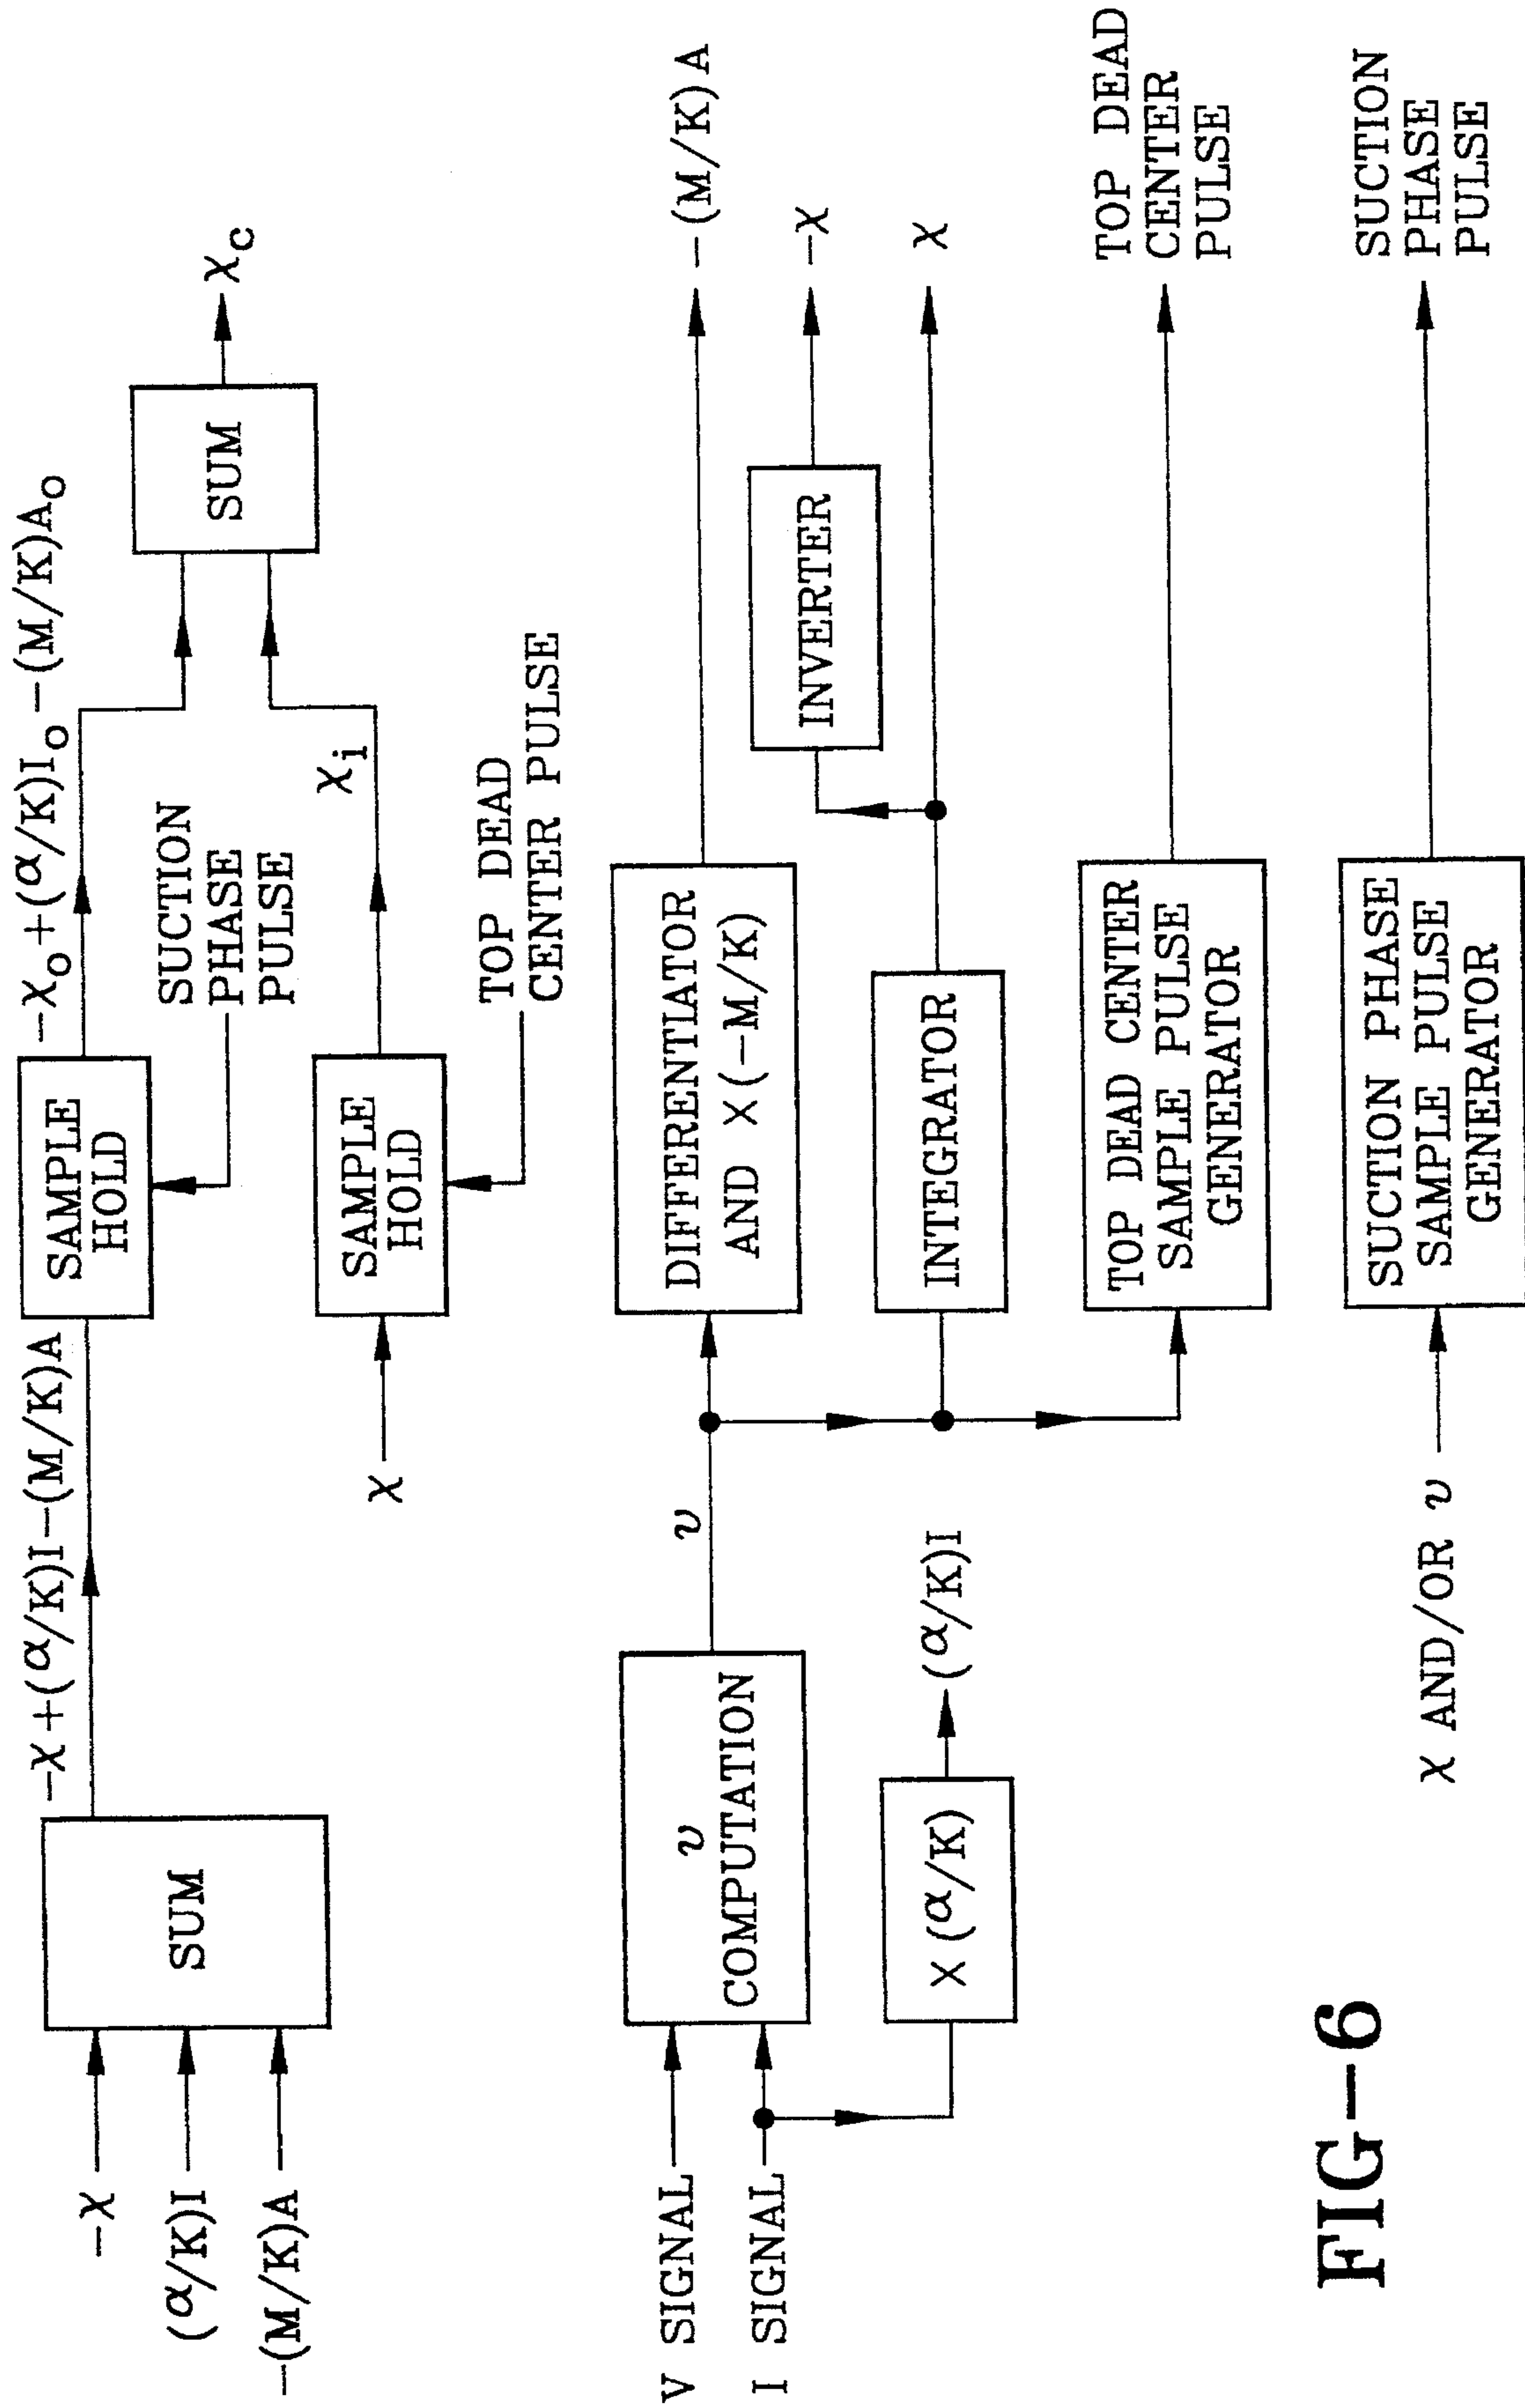 −χ
(α/K)I
−(M/K)A
SUM
−χ+(α/K)I−(M/K)A
SAMPLE
HOLD
−χo+(α/K)Io−(M/K)Ao
SUCTION
PHASE
PULSE
χ
SAMPLE
HOLD
χi
TOP DEAD
CENTER PULSE
SUM
χc
V SIGNAL
I SIGNAL
υ
COMPUTATION
υ
×(α/K)
(α/K)I
DIFFERENTIATOR
AND ×(−M/K)
−(M/K)A
INTEGRATOR
INVERTER
−χ
χ
TOP DEAD CENTER
SAMPLE PULSE
GENERATOR
TOP DEAD
CENTER
PULSE
χ AND/OR υ
SUCTION PHASE
SAMPLE PULSE
GENERATOR
SUCTION
PHASE
PULSE
FIG−6